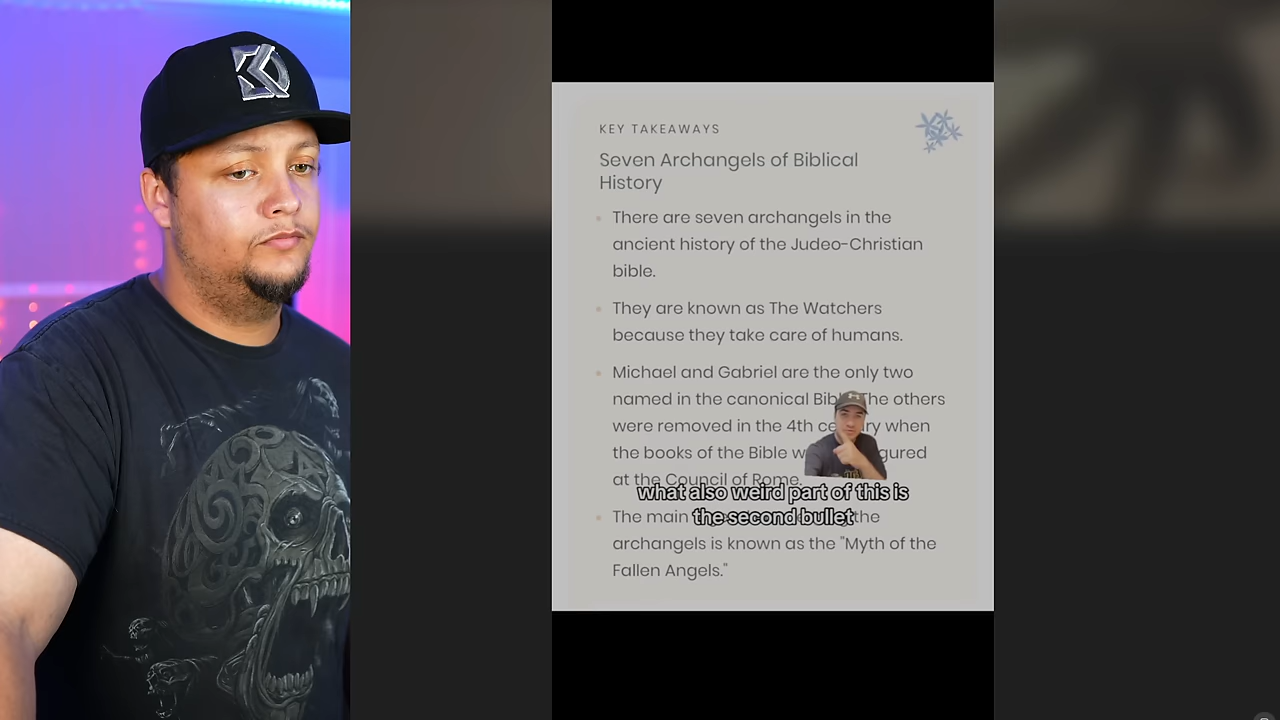 KEY TAKEAWAYS
Seven Archangels of Biblical
History
There are seven archangels in the
ancient history of the Judeo-Christian
bible.
They are known as The Watchers
because they take care of humans.
Michael and Gabriel are the only two
named in the canonical The others
were removed in the 4th when
the books of the Bible
at the Council of Rome.
what also weird part of this is
the second bullet
The main the
archangels is known as the "Myth of the
Fallen Angels."